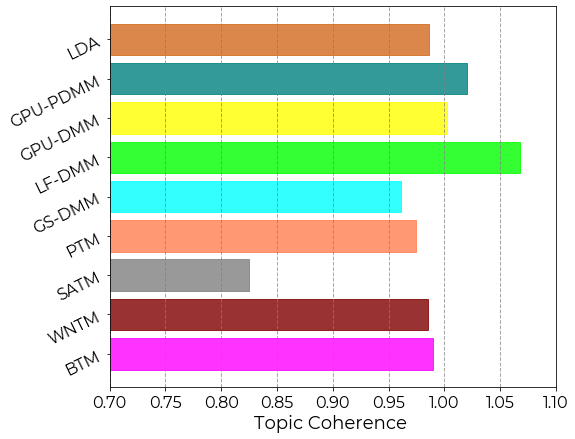 LDA
GPU-PDMM
GPU-DMM
LF-DMM
GS-DMM
PTM
SATM
WNTM
BTM
0.70 0.75 0.80 0.85 0.90 0.95 1.00 1.05 1.10
Topic Coherence